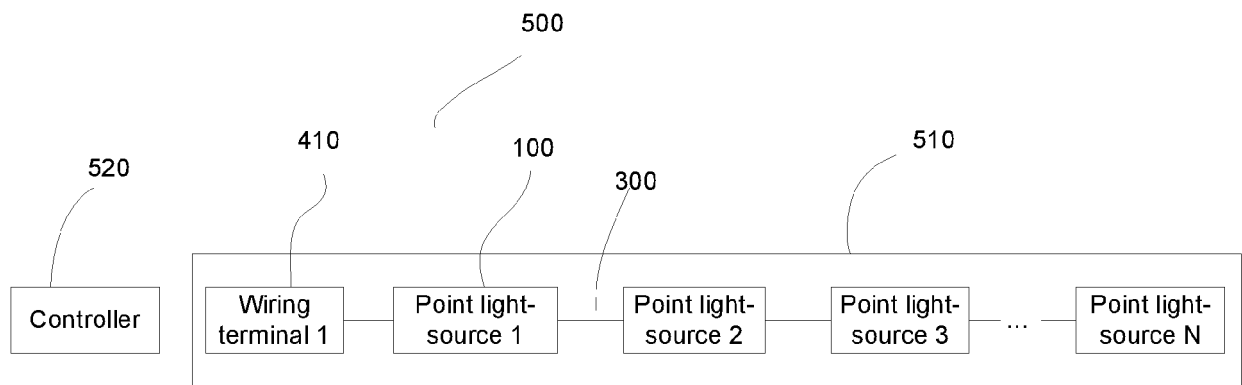 500
410
100
510
520
300
Controller
Wiring
terminal 1
Point light-
source 1
Point light-
source 2
Point light-
source 3
...
Point light-
source N